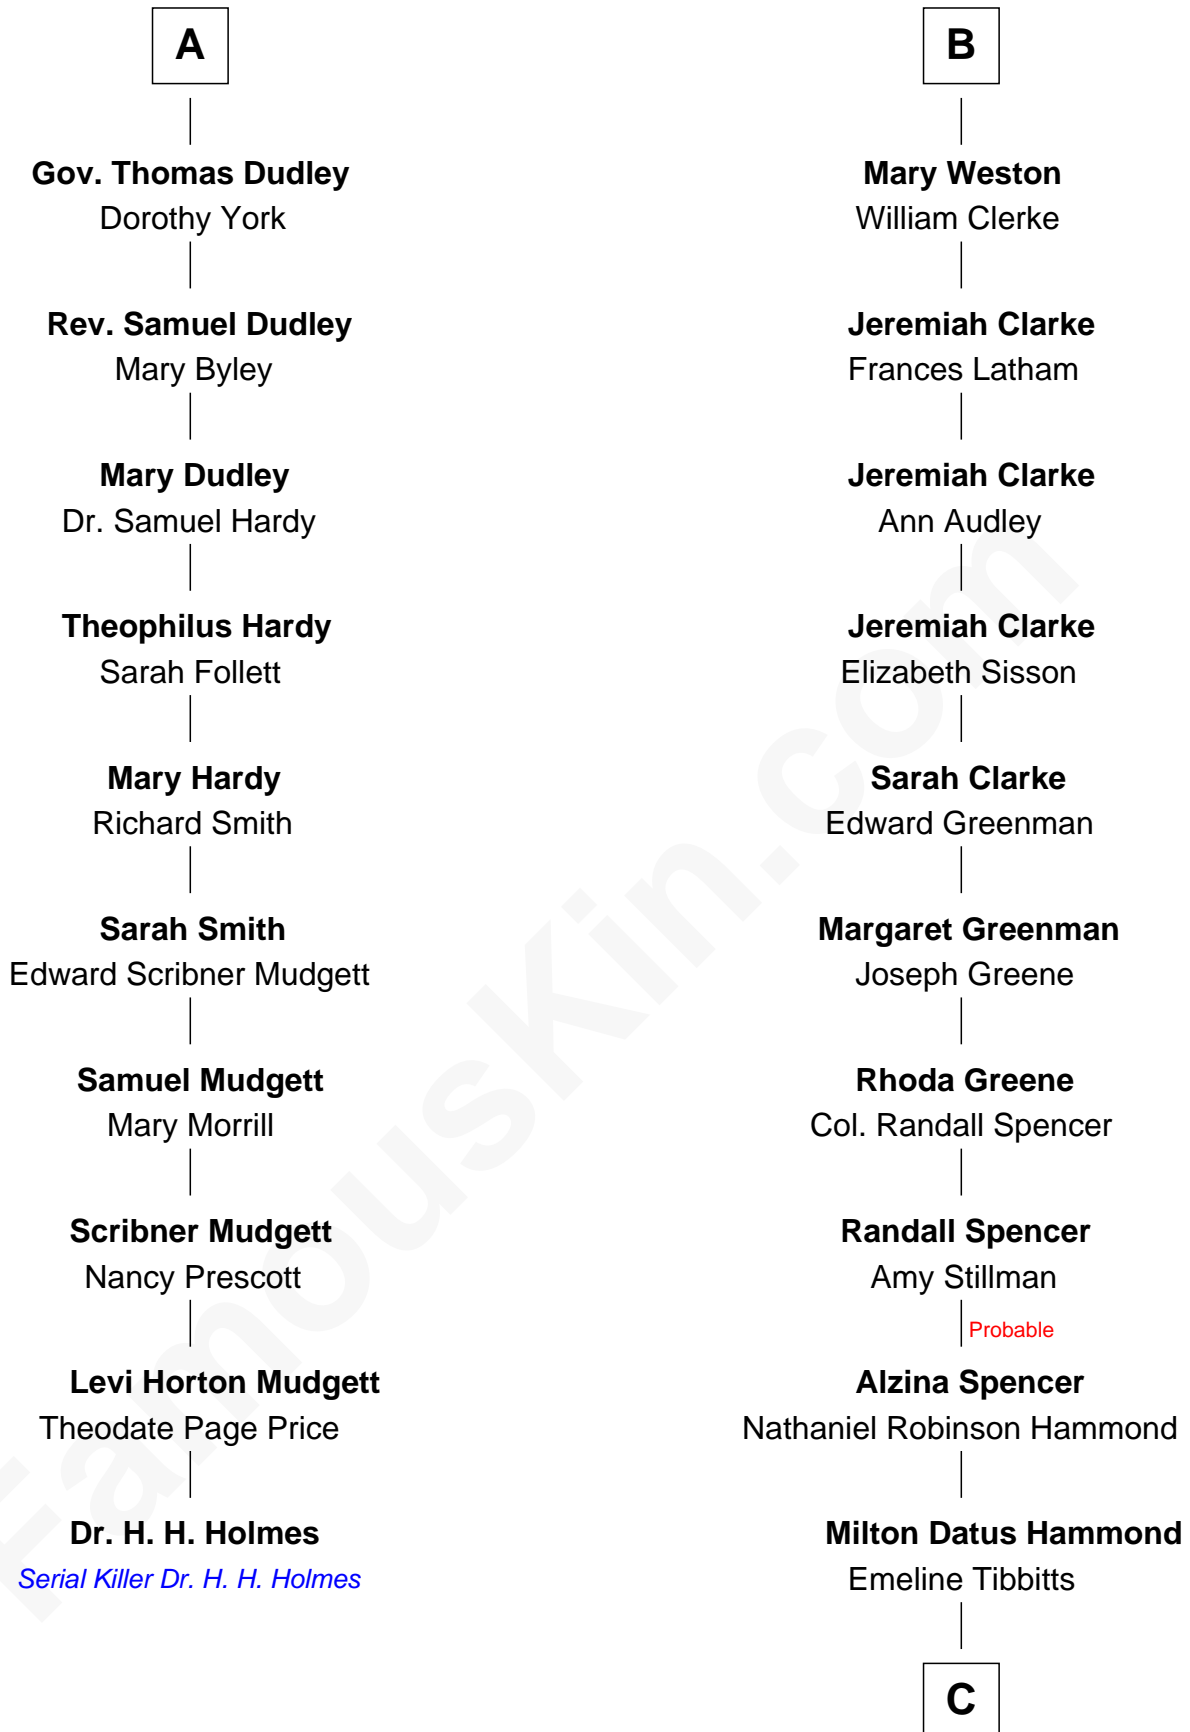 A
Gov. Thomas Dudley
Dorothy York
Rev. Samuel Dudley
Mary Byley
Mary Dudley
Dr. Samuel Hardy
Theophilus Hardy
Sarah Follett
Mary Hardy
Richard Smith
Sarah Smith
Edward Scribner Mudgett
Samuel Mudgett
Mary Morrill
Scribner Mudgett
Nancy Prescott
Levi Horton Mudgett
Theodate Page Price
Dr. H. H. Holmes
Serial Killer Dr. H. H. Holmes
B
Mary Weston
William Clerke
Jeremiah Clarke
Frances Latham
Jeremiah Clarke
Ann Audley
Jeremiah Clarke
Elizabeth Sisson
Sarah Clarke
Edward Greenman
Margaret Greenman
Joseph Greene
Rhoda Greene
Col. Randall Spencer
Randall Spencer
Amy Stillman
Probable
Alzina Spencer
Nathaniel Robinson Hammond
Milton Datus Hammond
Emeline Tibbitts
C
FamousKin.com